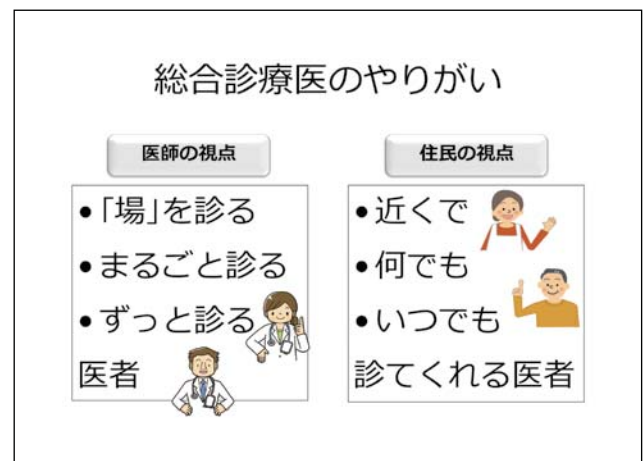 総合診療医のやりがい
医師の視点
•「場」を診る
•まるごと診る
•ずっと診る
医者
住民の視点
•近くで
•何でも
•いつでも
診てくれる医者